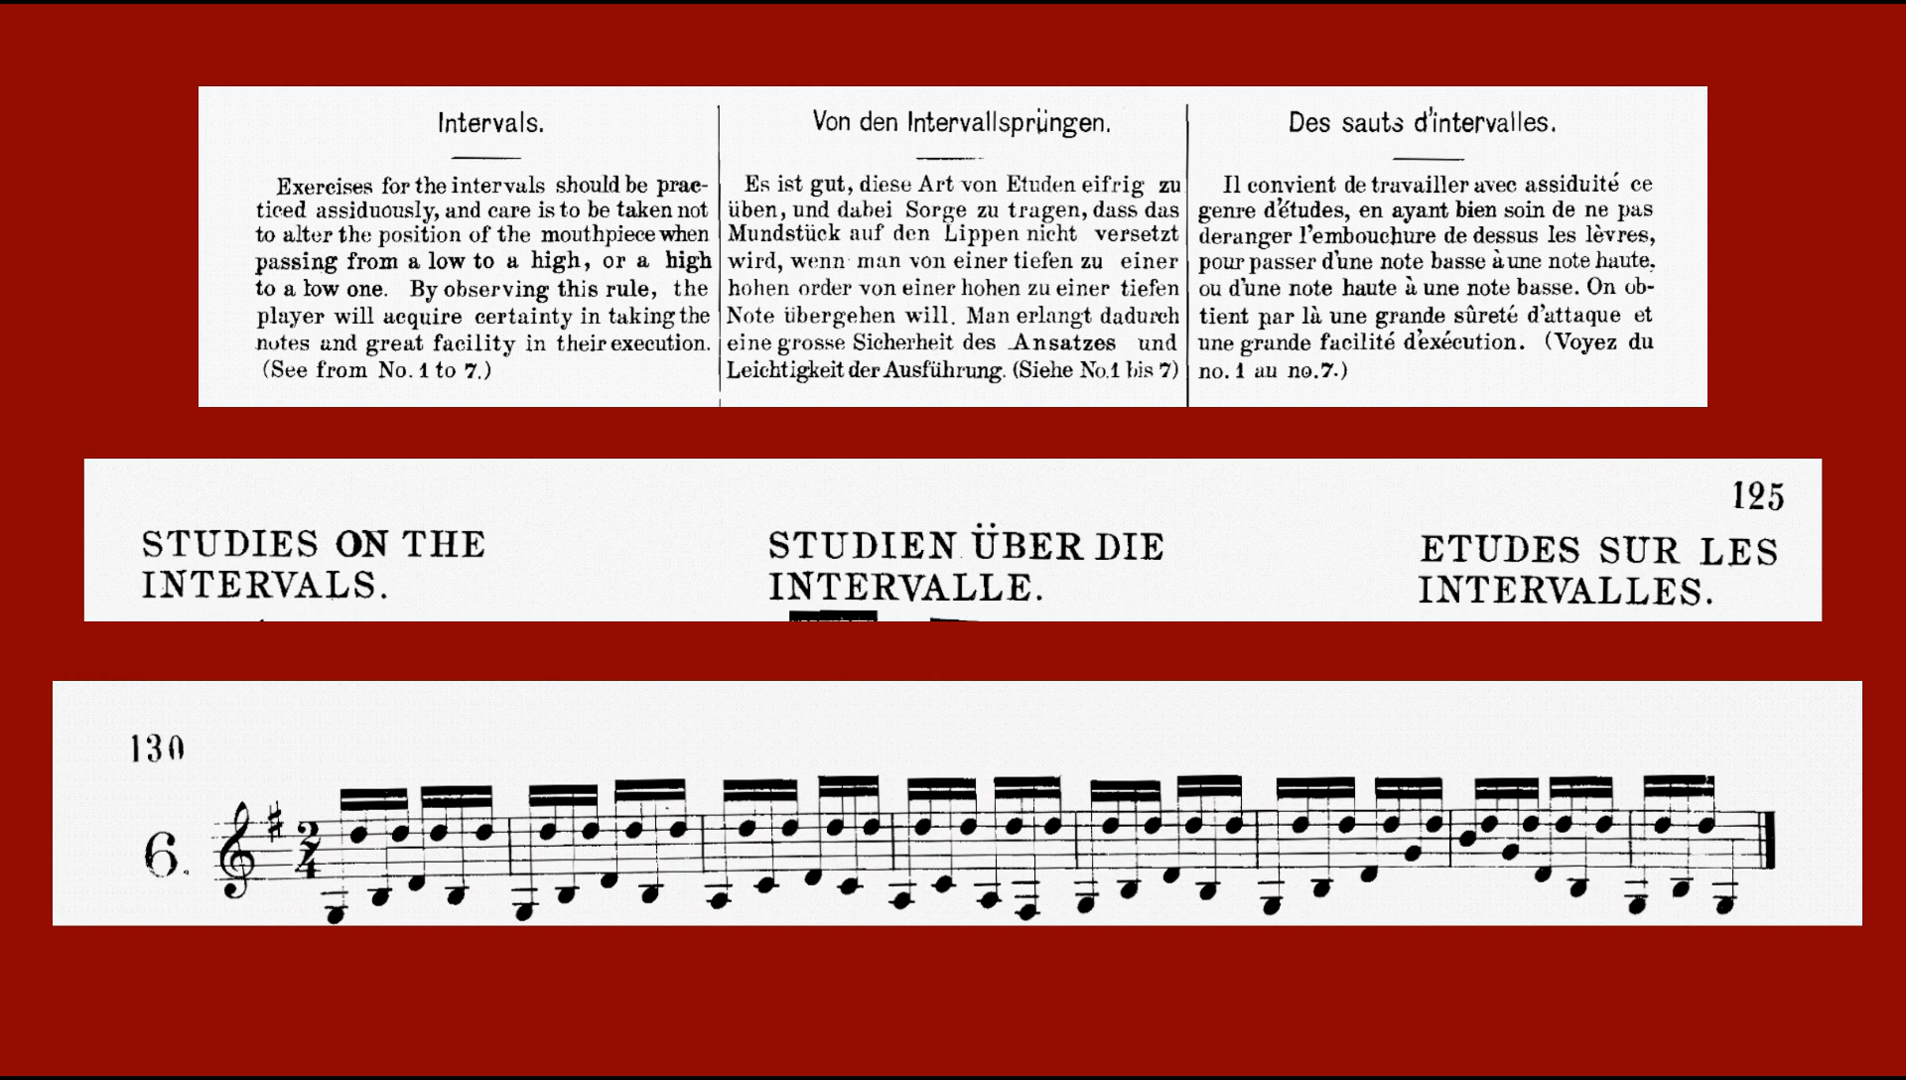 Intervals.
Exercises for the intervals should be prac-
ticed assiduously, and care is to be taken not
to alter the position of the mouthpiece when
passing from a low to a high, or a high
to a low one. By observing this rule, the
player will acquire certainty in taking the
notes and great facility in their execution.
(See from No. 1 to 7.)
Von den Intervallsprüngen.
Es ist gut, diese Art von Etuden eifrig zu
üben, und dabei Sorge zu tragen, dass das
Mundstück auf den Lippen nicht versetzt
wird, wenn man von einer tiefen zu einer
hohen order von einer hohen zu einer tiefen
Note übergehen will. Man erlangt dadurch
eine grosse Sicherheit des Ansatzes und
Leichtigkeit der Ausführung. (Siehe No.1 bis 7)
Des sauts d'intervalles.
Il convient de travailler avec assiduité ce
genre d'études, en ayant bien soin de ne pas
deranger l'embouchure de dessus les lèvres,
pour passer d'une note basse à une note haute,
ou d'une note haute à une note basse. On ob-
tient par là une grande sûreté d'attaque et
une grande facilité d'exécution. (Voyez du
no. 1 au no. 7.)
125
STUDIES ON THE
INTERVALS.
STUDIEN ÜBER DIE
INTERVALLE.
ETUDES SUR LES
INTERVALLES.
130
6.
2
4